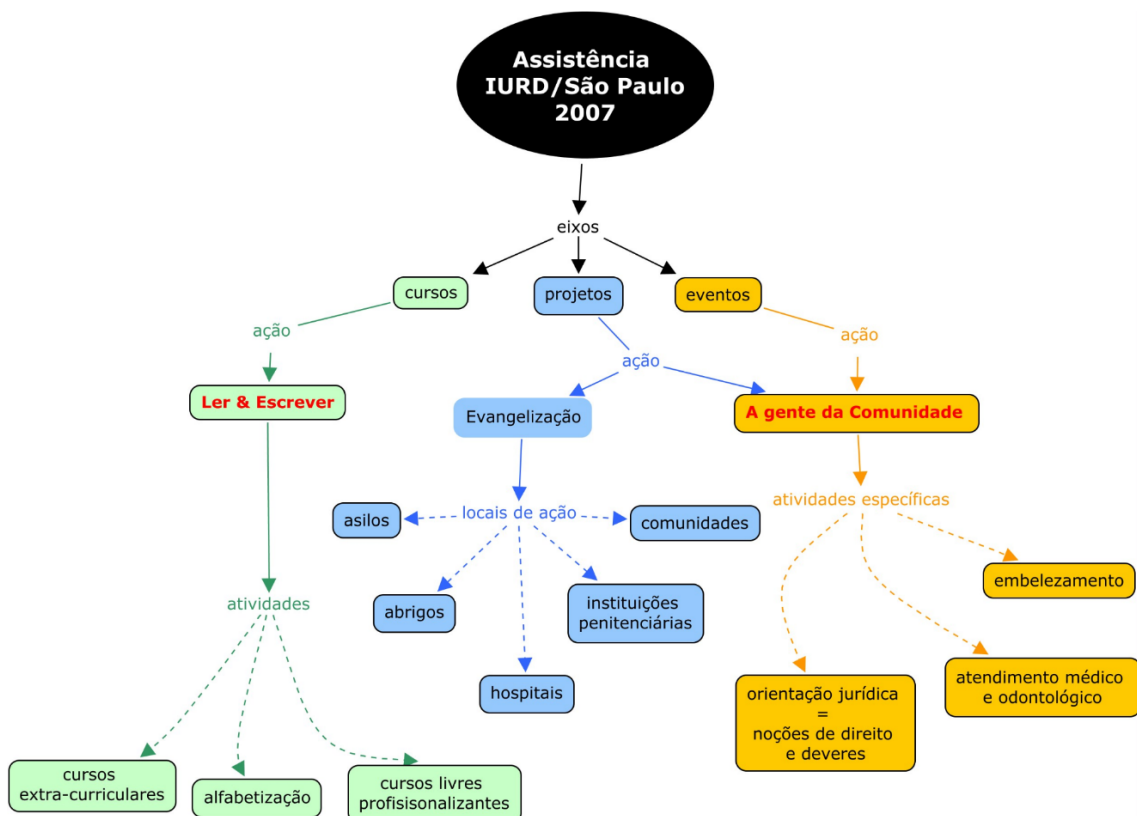 Assistência
IURD/São Paulo
2007
eixos
cursos
projetos
eventos
ação
ação
ação
Ler & Escrever
Evangelização
A gente da Comunidade
atividades específicas
locais de ação
asilos
comunidades
embelezamento
atividades
abrigos
instituições
penitenciárias
hospitais
orientação jurídica
=
noções de direito
e deveres
atendimento médico
e odontológico
cursos
extra-curriculares
alfabetização
cursos livres
profisisonalizantes